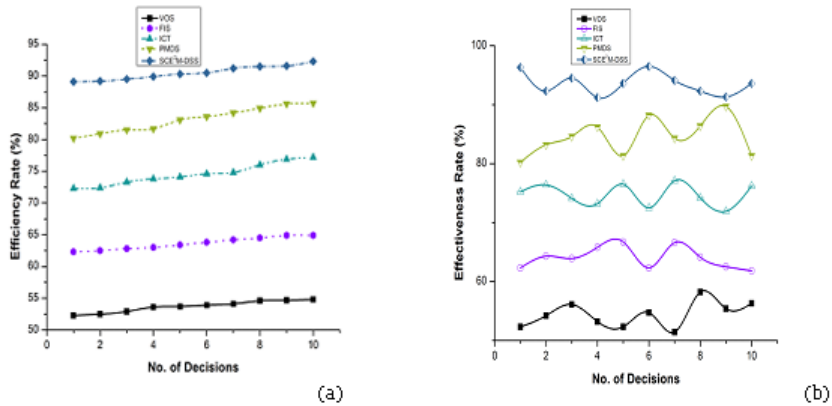 VOS
FIS
ICT
PMDS
SCE²M-DSS
95
90
85
80
75
70
65
60
55
50
Efficiency Rate (%)
0 2 4 6 8 10
No. of Decisions
(a)
VOS
FIS
ICT
PMDS
SCE²M-DSS
100
80
60
Effectiveness Rate (%)
0 2 4 6 8 10
No. of Decisions
(b)